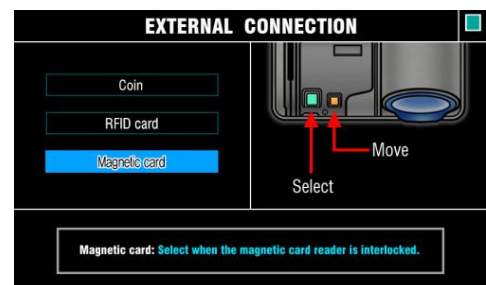 EXTERNAL CONNECTION
Coin
RFID card
Magnetic card
Move
Select
Magnetic card: Select when the magnetic card reader is interlocked.